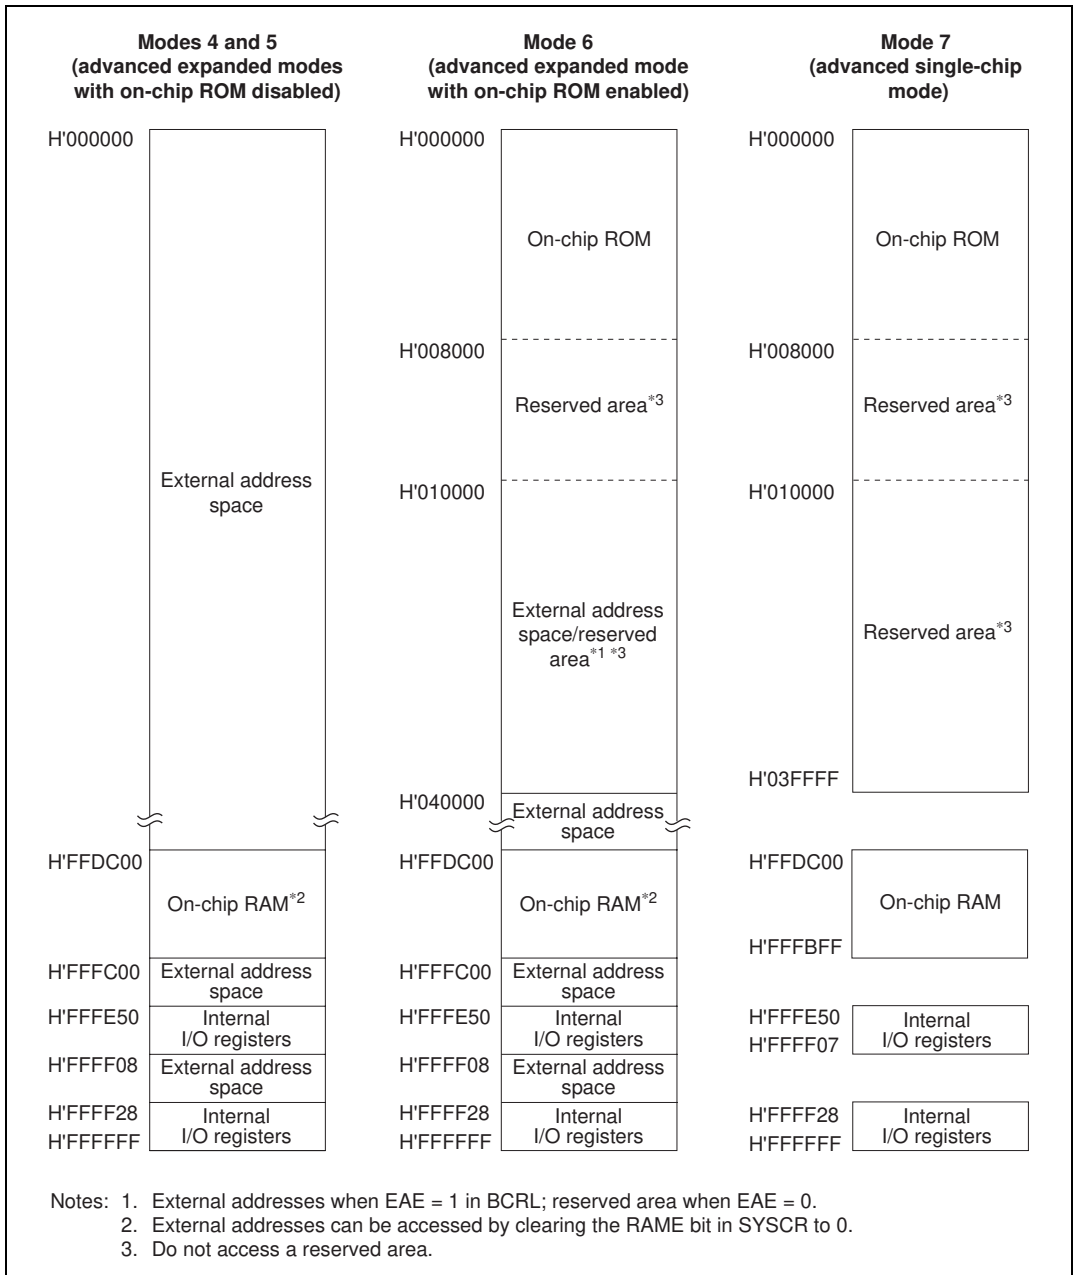 Modes 4 and 5
(advanced expanded modes
with on-chip ROM disabled)
H'000000
External address
space
H'FFDC00
On-chip RAM*2
H'FFFC00
External address
space
H'FFFE50
Internal
I/O registers
H'FFFF08
External address
space
H'FFFF28
Internal
I/O registers
H'FFFFFF
Mode 6
(advanced expanded mode
with on-chip ROM enabled)
H'000000
On-chip ROM
H'008000
Reserved area*3
H'010000
External address
space/reserved
area*1 *3
H'040000
External address
space
H'FFDC00
On-chip RAM*2
H'FFFC00
External address
space
H'FFFE50
Internal
I/O registers
H'FFFF08
External address
space
H'FFFF28
Internal
I/O registers
H'FFFFFF
Mode 7
(advanced single-chip
mode)
H'000000
On-chip ROM
H'008000
Reserved area*3
H'010000
Reserved area*3
H'03FFFF
H'FFDC00
On-chip RAM
H'FFFBFF
H'FFFE50
Internal
I/O registers
H'FFFF07
H'FFFF28
Internal
I/O registers
H'FFFFFF
Notes: 1. External addresses when EAE = 1 in BCRL; reserved area when EAE = 0.
2. External addresses can be accessed by clearing the RAME bit in SYSCR to 0.
3. Do not access a reserved area.